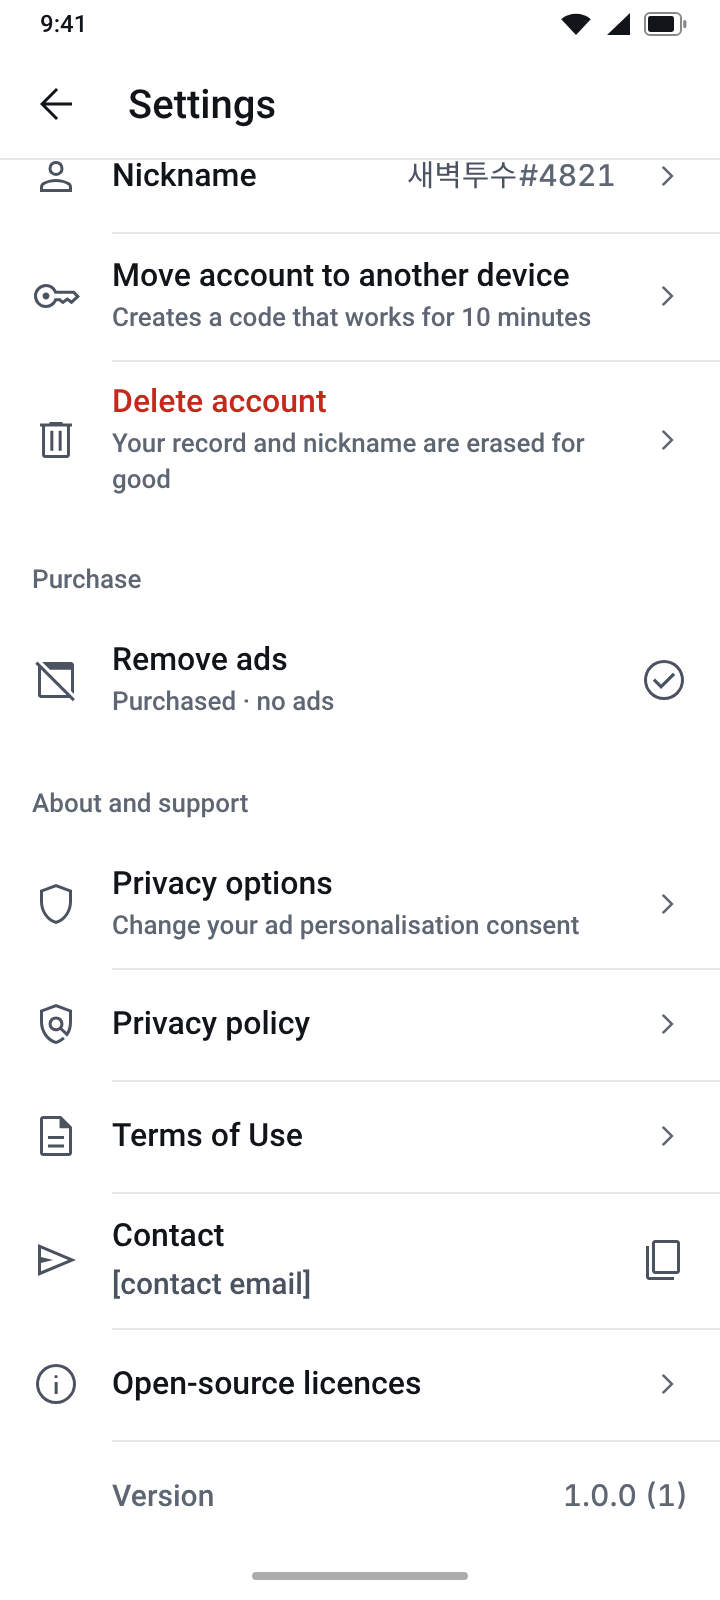 9:41
Settings
Nickname 새벽투수#4821
Move account to another device
Creates a code that works for 10 minutes
Delete account
Your record and nickname are erased for
good
Purchase
Remove ads
Purchased · no ads
About and support
Privacy options
Change your ad personalisation consent
Privacy policy
Terms of Use
Contact
[contact email]
Open-source licences
Version 1.0.0 (1)